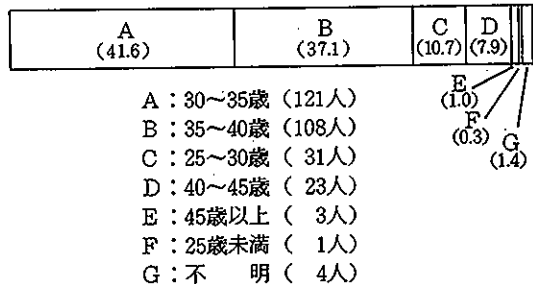 A B C D
(41.6) (37.1) (10.7) (7.9)
E
(1.0)
F
(0.3)
G
(1.4)
A：30～35歳（121人）
B：35～40歳（108人）
C：25～30歳（ 31人）
D：40～45歳（ 23人）
E：45歳以上（ 3人）
F：25歳未満（ 1人）
G：不　　明（ 4人）